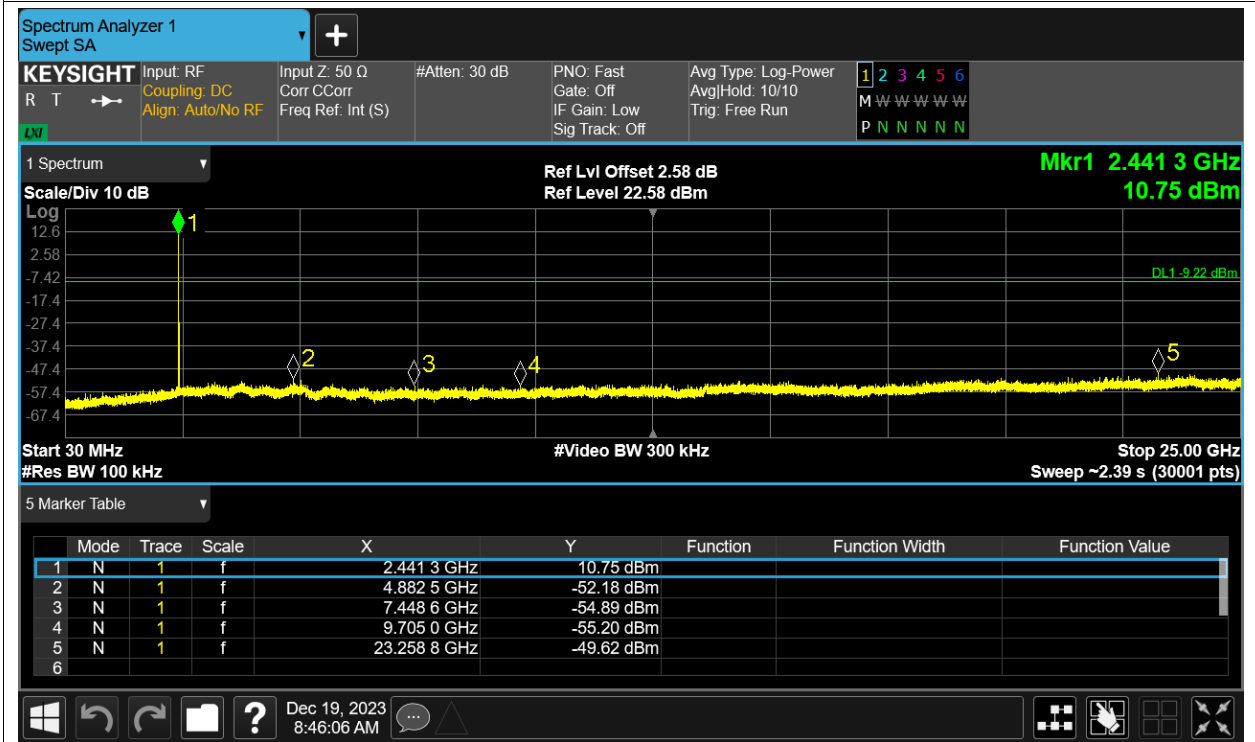 Spectrum Analyzer 1
Swept SA
+
KEYSIGHT
R T
LXI
Input: RF
Coupling: DC
Align: Auto/No RF
Input Z: 50 Ω
Corr CCorr
Freq Ref: Int (S)
#Atten: 30 dB
PNO: Fast
Gate: Off
IF Gain: Low
Sig Track: Off
Avg Type: Log-Power
Avg|Hold: 10/10
Trig: Free Run
1 2 3 4 5 6
M W W W W W
P N N N N N
1 Spectrum
Scale/Div 10 dB
Ref Lvl Offset 2.58 dB
Ref Level 22.58 dBm
Mkr1 2.441 3 GHz
10.75 dBm
Log
12.6
2.58
-7.42
-17.4
-27.4
-37.4
-47.4
-57.4
-67.4
1
2
3
4
5
DL1 -9.22 dBm
Start 30 MHz
#Res BW 100 kHz
#Video BW 300 kHz
Stop 25.00 GHz
Sweep ~2.39 s (30001 pts)
5 Marker Table
Mode Trace Scale X Y Function Function Width Function Value
1 N 1 f 2.441 3 GHz 10.75 dBm
2 N 1 f 4.882 5 GHz -52.18 dBm
3 N 1 f 7.448 6 GHz -54.89 dBm
4 N 1 f 9.705 0 GHz -55.20 dBm
5 N 1 f 23.258 8 GHz -49.62 dBm
6
?
Dec 19, 2023
8:46:06 AM